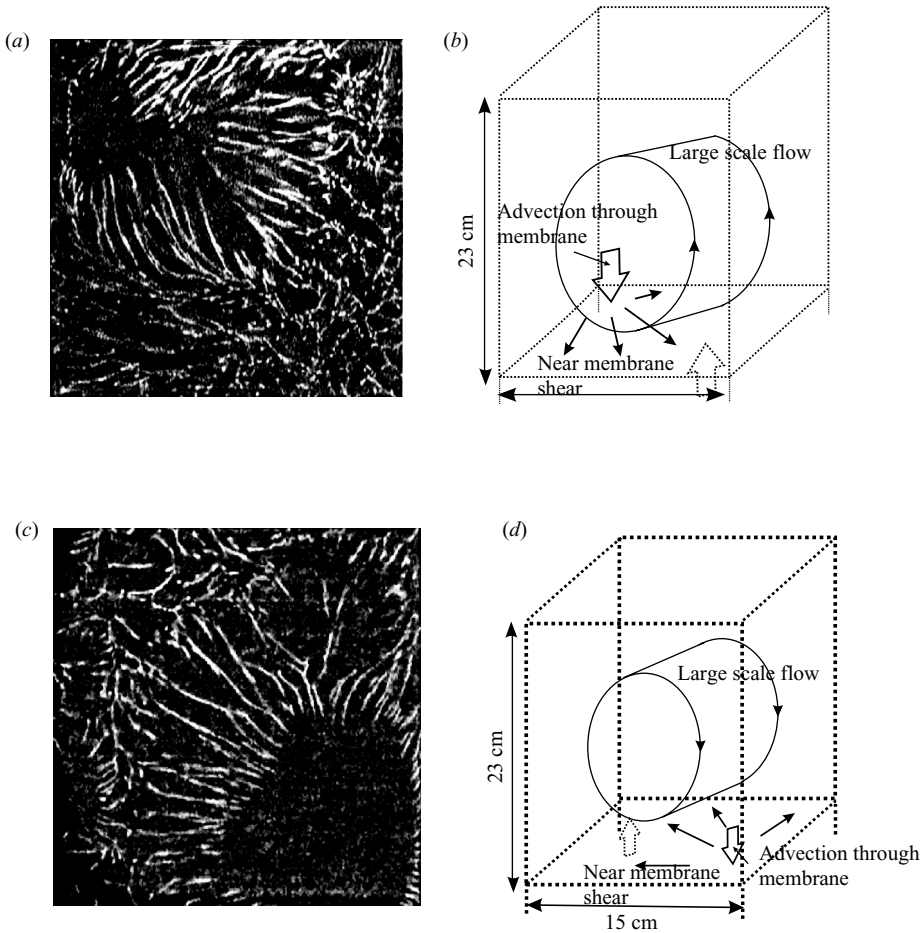 (a)
(b)
Large scale flow
Advection through
membrane
23 cm
Near membrane
shear
(c)
(d)
Large scale flow
23 cm
Advection through
membrane
Near membrane
shear
15 cm